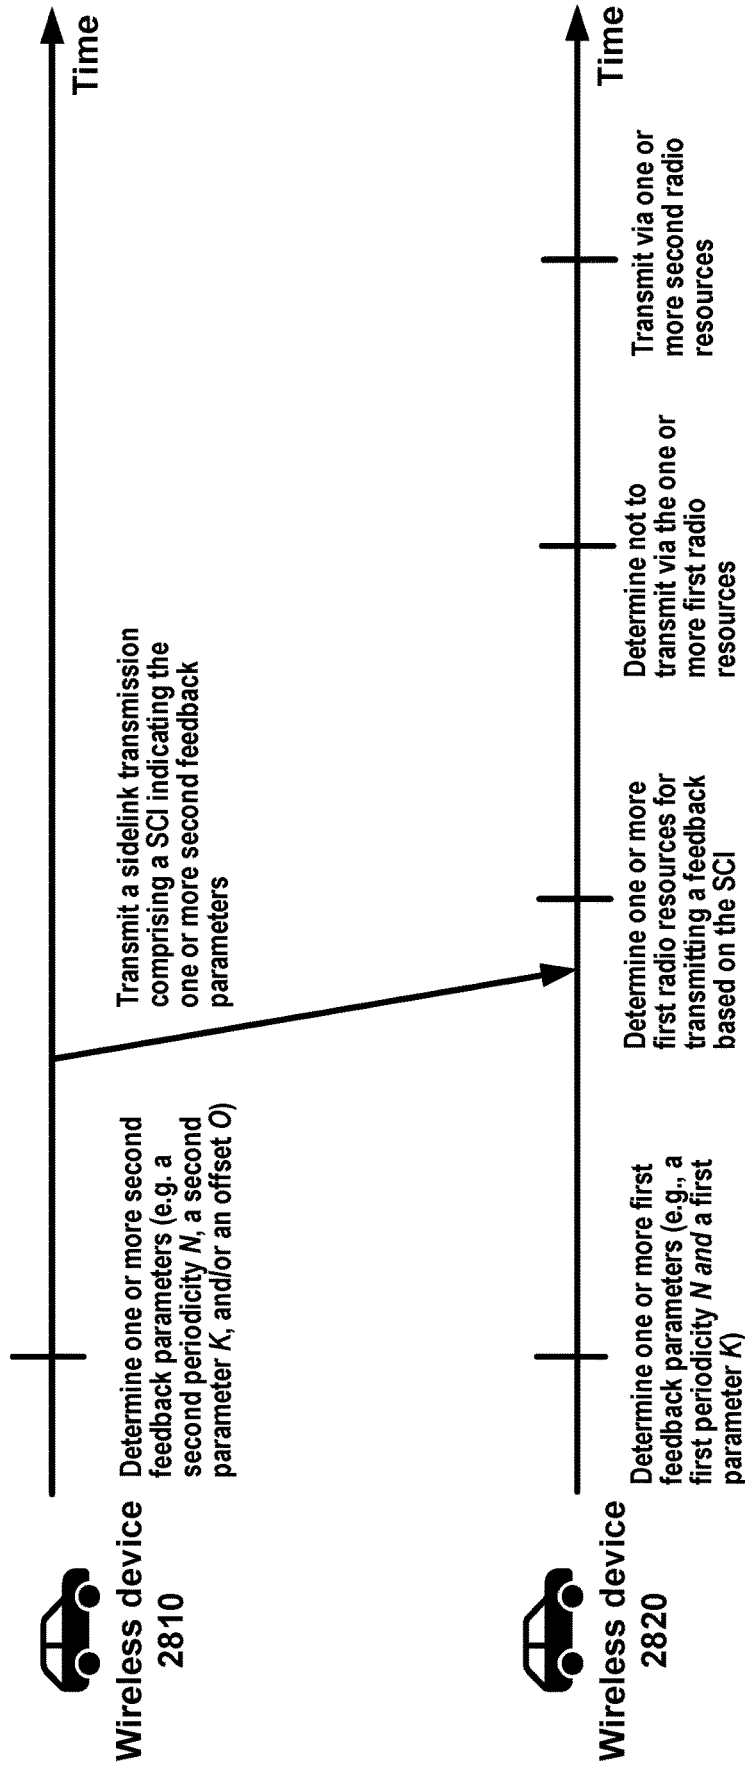 Wireless device
2810
Determine one or more second
feedback parameters (e.g. a
second periodicity N, a second
parameter K, and/or an offset O)
Transmit a sidelink transmission
comprising a SCI indicating the
one or more second feedback
parameters
Time
Wireless device
2820
Determine one or more first
feedback parameters (e.g., a
first periodicity N and a first
parameter K)
Determine one or more
first radio resources for
transmitting a feedback
based on the SCI
Determine not to
transmit via the one or
more first radio
resources
Transmit via one or
more second radio
resources
Time